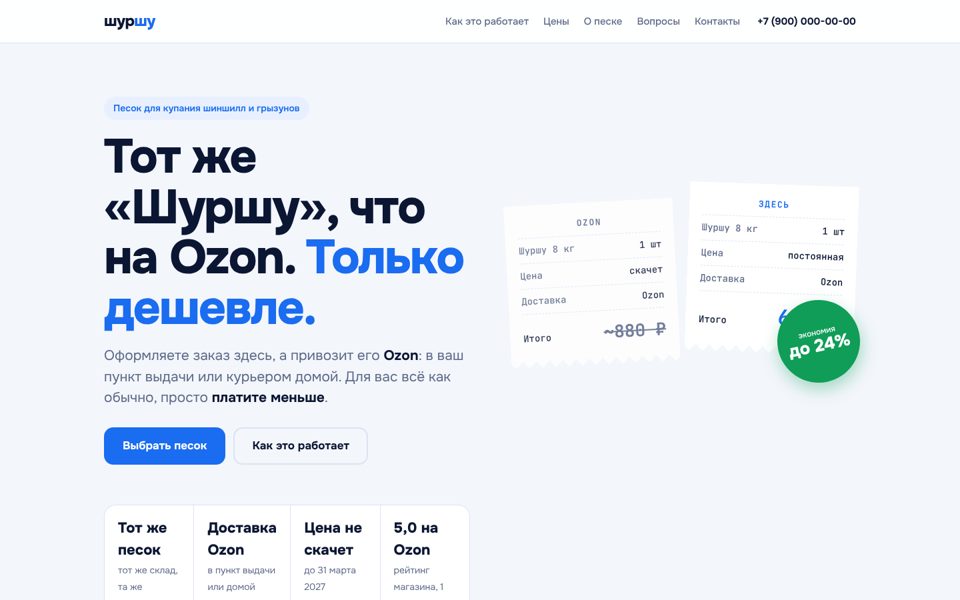 шуршу
Как это работает Цены О песке Вопросы Контакты +7 (900) 000-00-00
Песок для купания шиншилл и грызунов
Тот же
«Шуршу», что
на Ozon. Только
дешевле.
Оформляете заказ здесь, а привозит его Ozon: в ваш
пункт выдачи или курьером домой. Для вас всё как
обычно, просто платите меньше.
Выбрать песок Как это работает
OZON
Шуршу 8 кг 1 шт
Цена скачет
Доставка Ozon
Итого ~880 ₽
ЗДЕСЬ
Шуршу 8 кг 1 шт
Цена постоянная
Доставка Ozon
Итого
ЭКОНОМИЯ
до 24%
Тот же
песок
тот же склад,
та же
Доставка
Ozon
в пункт выдачи
или домой
Цена не
скачет
до 31 марта
2027
5,0 на
Ozon
рейтинг
магазина, 1